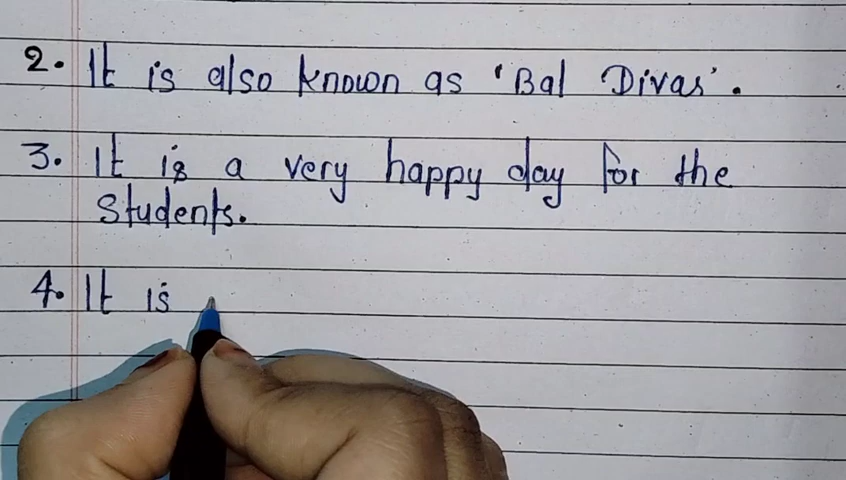 2. It is also known as 'Bal Divas'.
3. It is a very happy day for the
students.
4. It is